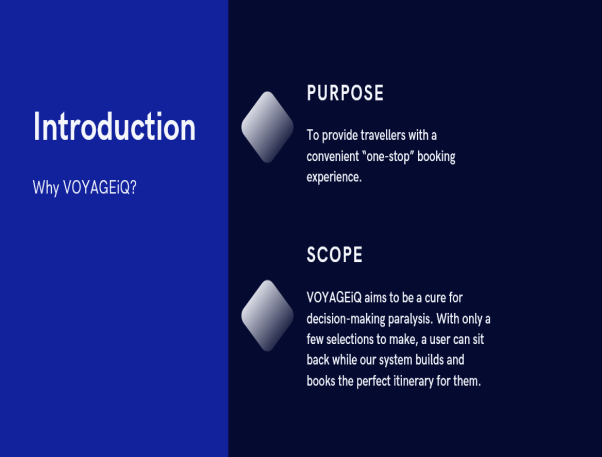 Introduction
Why VOYAGEiQ?
PURPOSE
To provide travellers with a
convenient “one-stop” booking
experience.
SCOPE
VOYAGEiQ aims to be a cure for
decision-making paralysis. With only a
few selections to make, a user can sit
back while our system builds and
books the perfect itinerary for them.